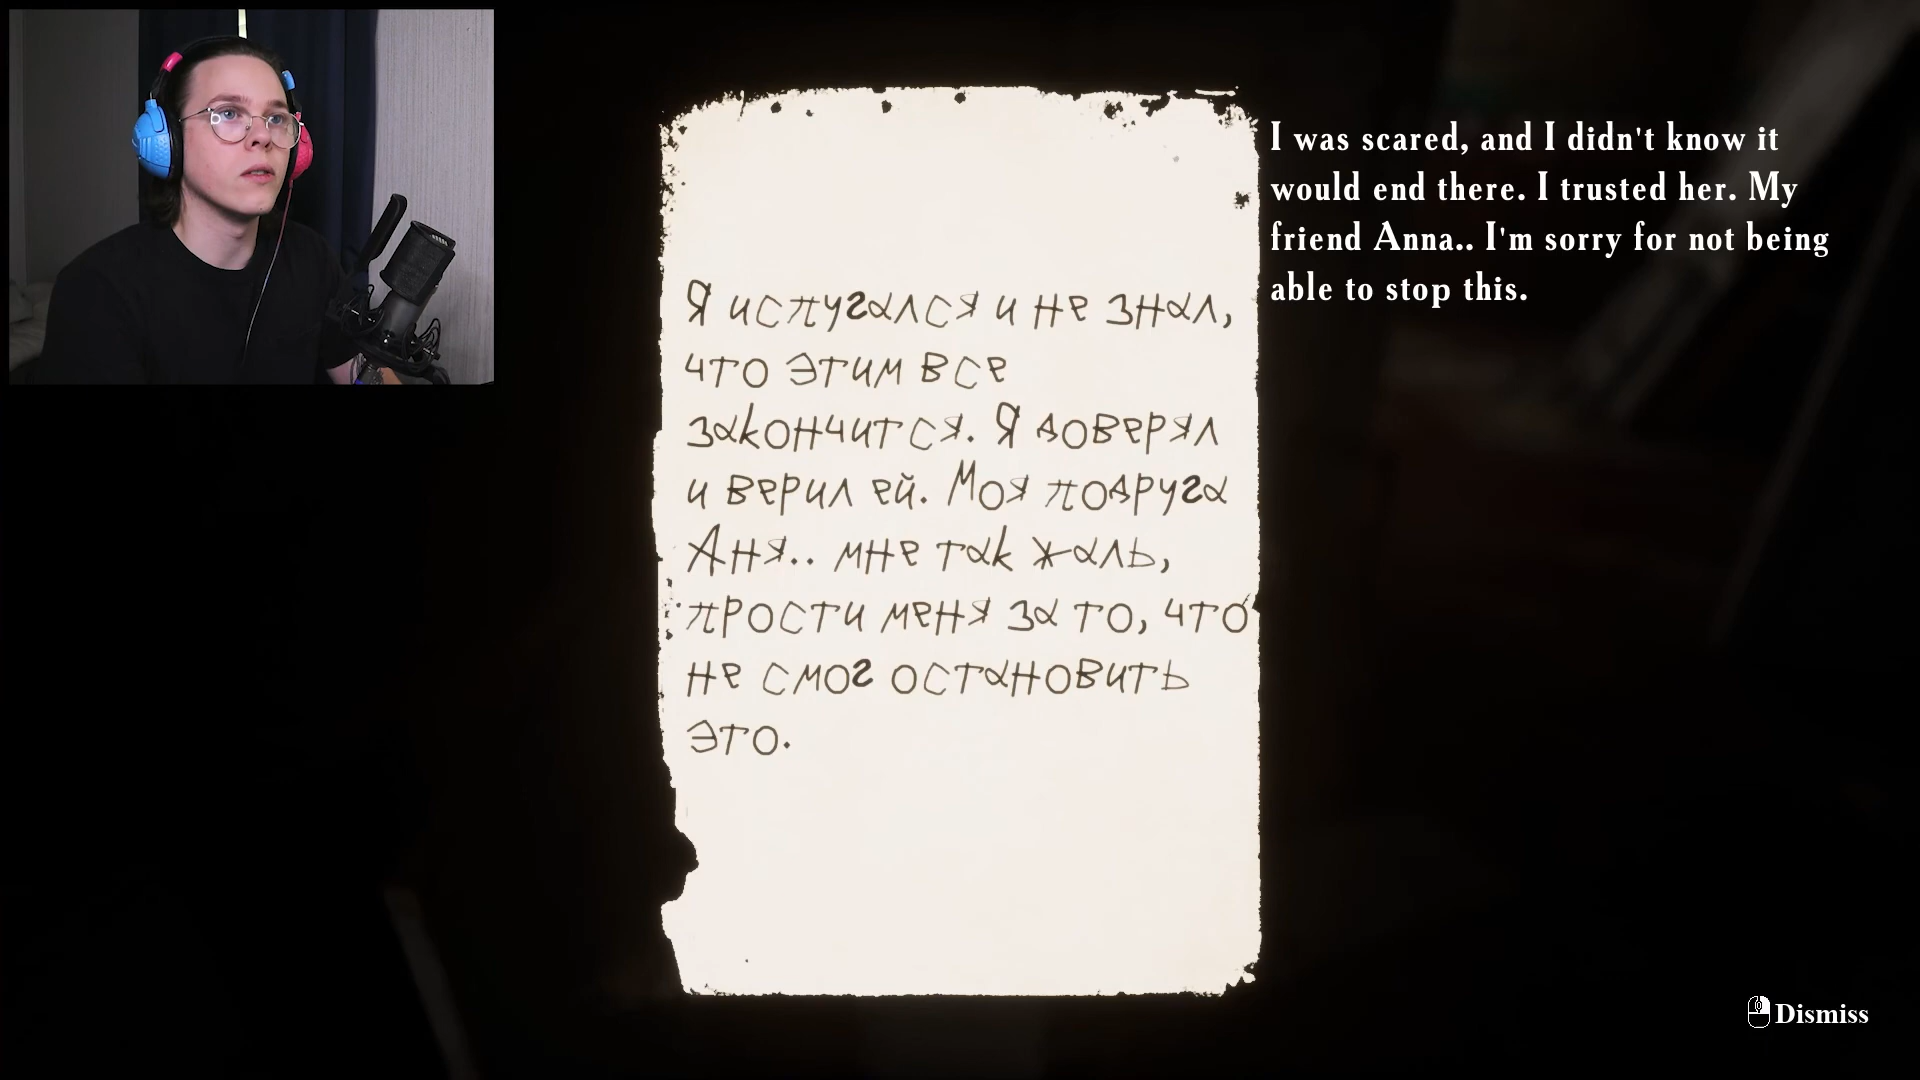 Я испугался и не знал,
что этим все
закончится. Я доверял
и верил ей. Моя подруга
Аня.. мне так жаль,
прости меня за то, что
не смог остановить
это.
I was scared, and I didn't know it
would end there. I trusted her. My
friend Anna.. I'm sorry for not being
able to stop this.
Dismiss